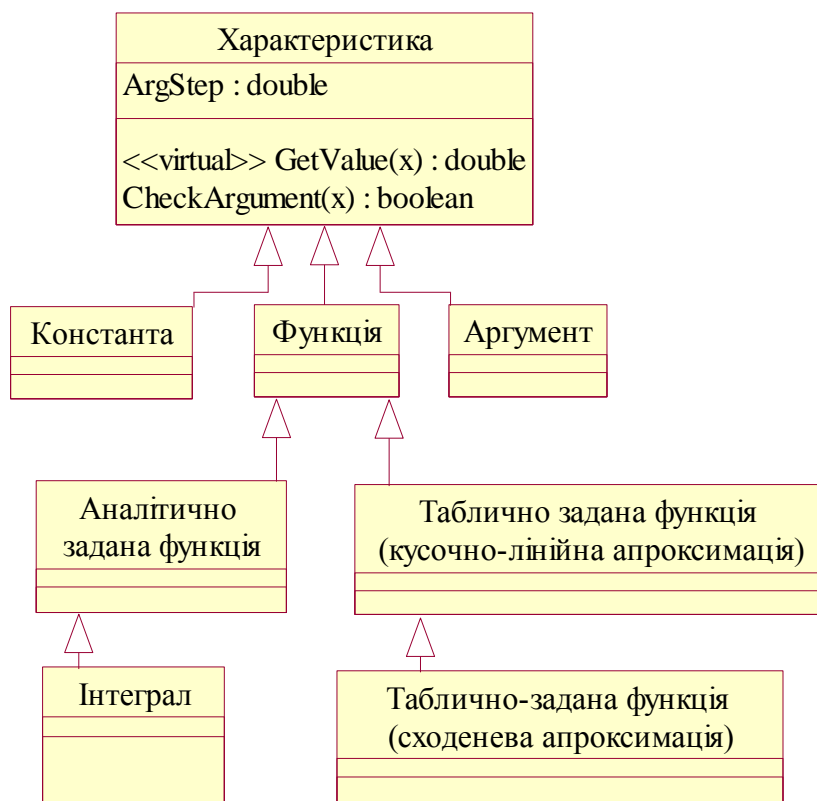 Характеристика
ArgStep : double
<<virtual>> GetValue(x) : double
CheckArgument(x) : boolean
Константа
Функція
Аргумент
Аналітично
задана функція
Таблично задана функція
(кусочно-лінійна апроксимація)
Інтеграл
Таблично-задана функція
(сходенева апроксимація)